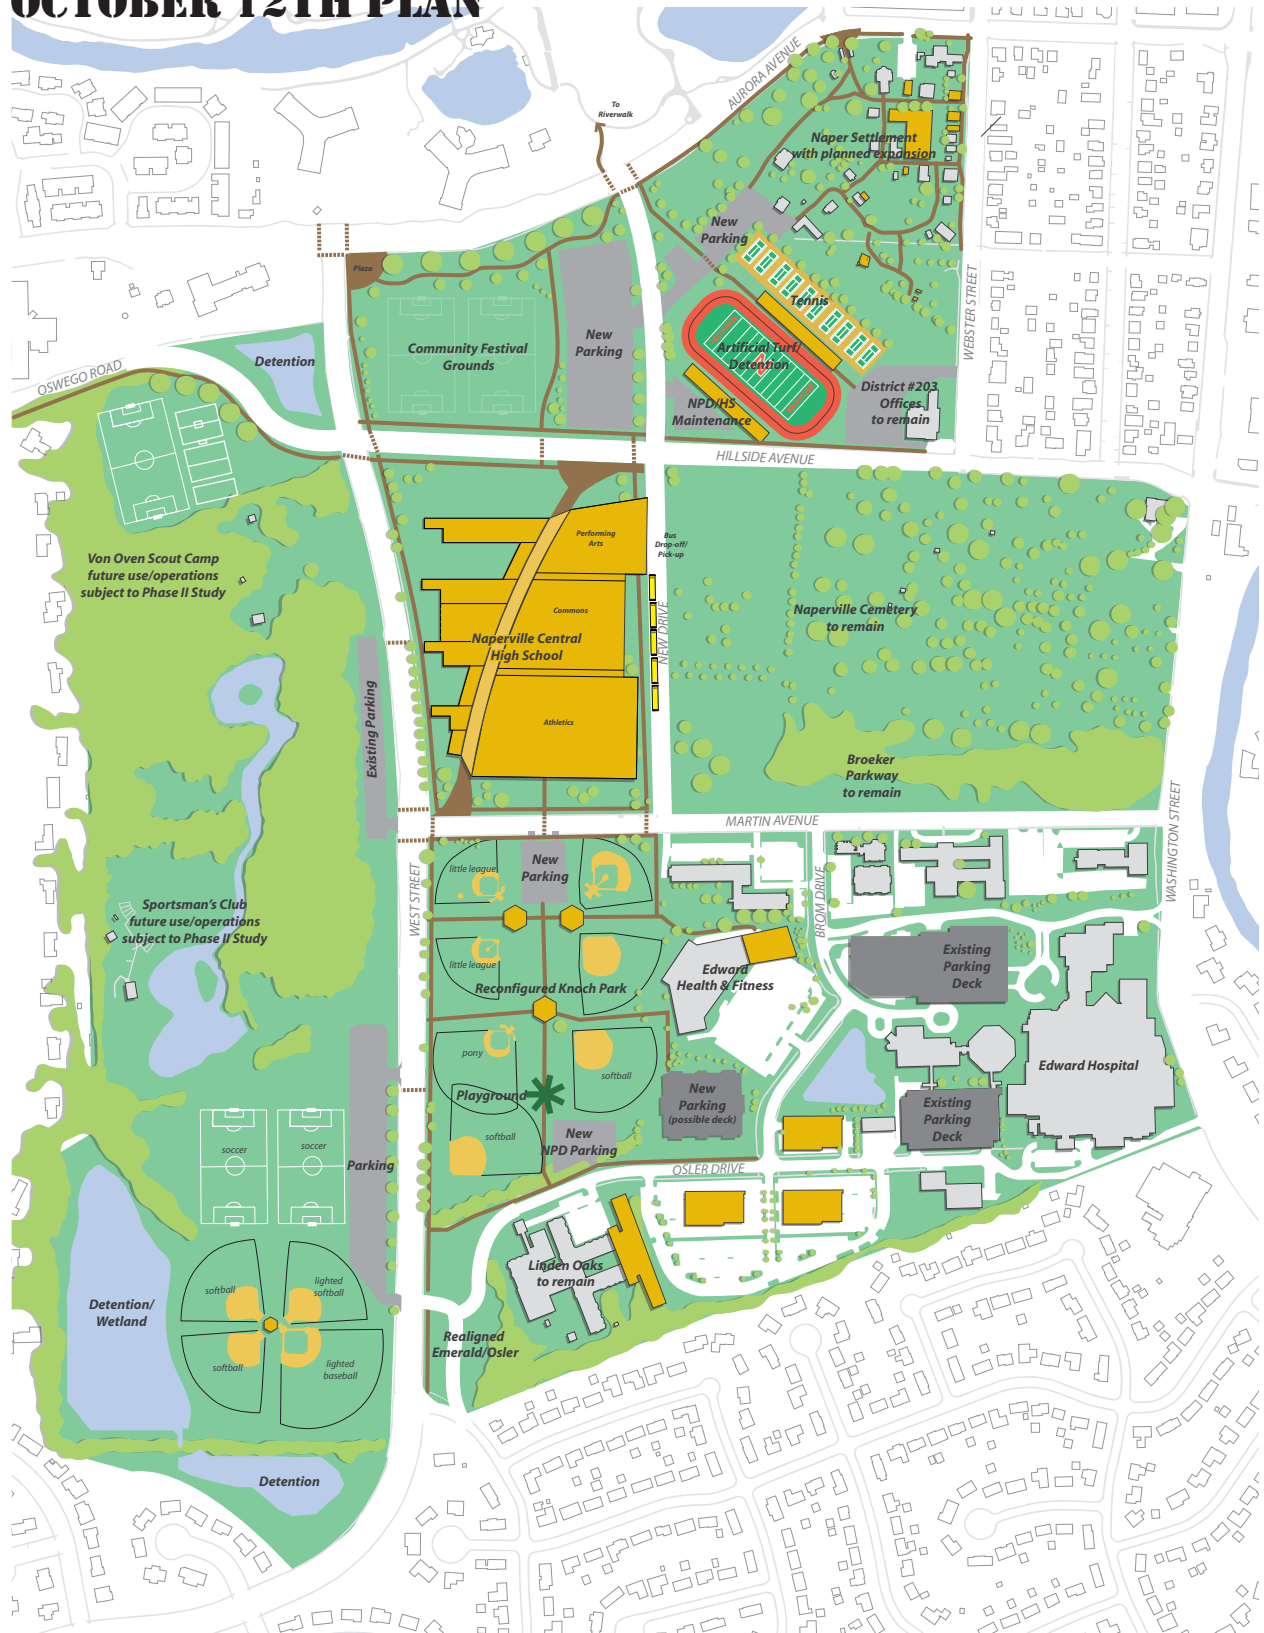 OCTOBER 12TH PLAN
AURORA AVENUE
To
Riverwalk
Naper Settlement
with planned expansion
New
Parking
Plaza
Tennis
WEBSTER STREET
Community Festival
Grounds
New
Parking
Artificial Turf/
Detention
Detention
OSWEGO ROAD
NPD/HS
Maintenance
District #203
Offices
to remain
HILLSIDE AVENUE
Performing
Arts
Bus
Drop-off/
Pick-up
Von Oven Scout Camp
future use/operations
subject to Phase II Study
Commons
Naperville Central
High School
NEW DRIVE
Naperville Cemetery
to remain
Existing Parking
Athletics
Broeker
Parkway
to remain
MARTIN AVENUE
WASHINGTON STREET
little league
New
Parking
WEST STREET
BROM DRIVE
Sportsman's Club
future use/operations
subject to Phase II Study
little league
Reconfigured Knoch Park
Edward
Health & Fitness
Existing
Parking
Deck
pony
softball
Edward Hospital
Playground
New
Parking
(possible deck)
Existing
Parking
Deck
softball
New
NPD Parking
soccer
soccer
Parking
OSLER DRIVE
Linden Oaks
to remain
softball
lighted
softball
Detention/
Wetland
Realigned
Emerald/Osler
softball
lighted
baseball
Detention